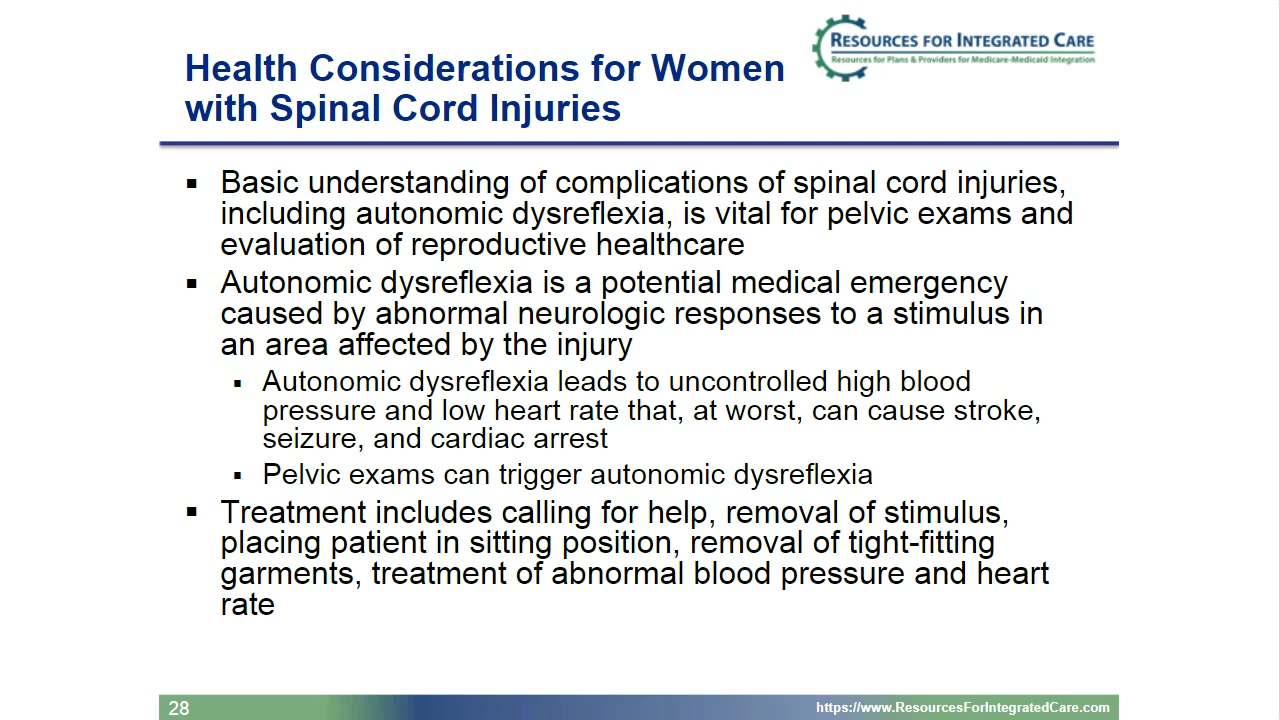 RESOURCES FOR INTEGRATED CARE
Resources for Plans & Providers for Medicare-Medicaid Integration
Health Considerations for Women
with Spinal Cord Injuries
▪ Basic understanding of complications of spinal cord injuries,
including autonomic dysreflexia, is vital for pelvic exams and
evaluation of reproductive healthcare
▪ Autonomic dysreflexia is a potential medical emergency
caused by abnormal neurologic responses to a stimulus in
an area affected by the injury
▪ Autonomic dysreflexia leads to uncontrolled high blood
pressure and low heart rate that, at worst, can cause stroke,
seizure, and cardiac arrest
▪ Pelvic exams can trigger autonomic dysreflexia
▪ Treatment includes calling for help, removal of stimulus,
placing patient in sitting position, removal of tight-fitting
garments, treatment of abnormal blood pressure and heart
rate
28
https://www.ResourcesForIntegratedCare.com